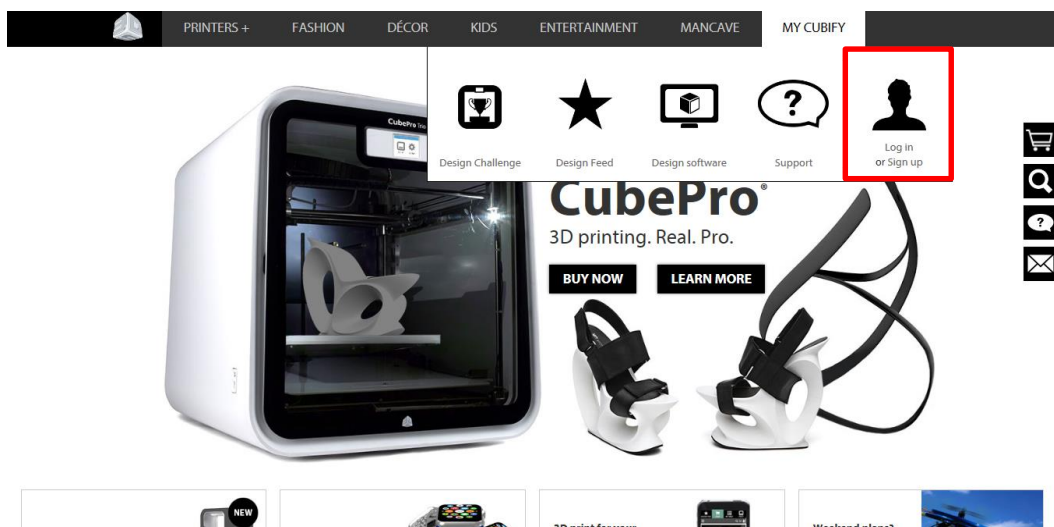 PRINTERS + FASHION DÉCOR KIDS ENTERTAINMENT MANCAVE MY CUBIFY
Design Challenge Design Feed Design software Support Log in
or Sign up
CubePro Trio
CubePro®
3D printing. Real. Pro.
BUY NOW LEARN MORE
NEW
3D print for your
Weekend plans?